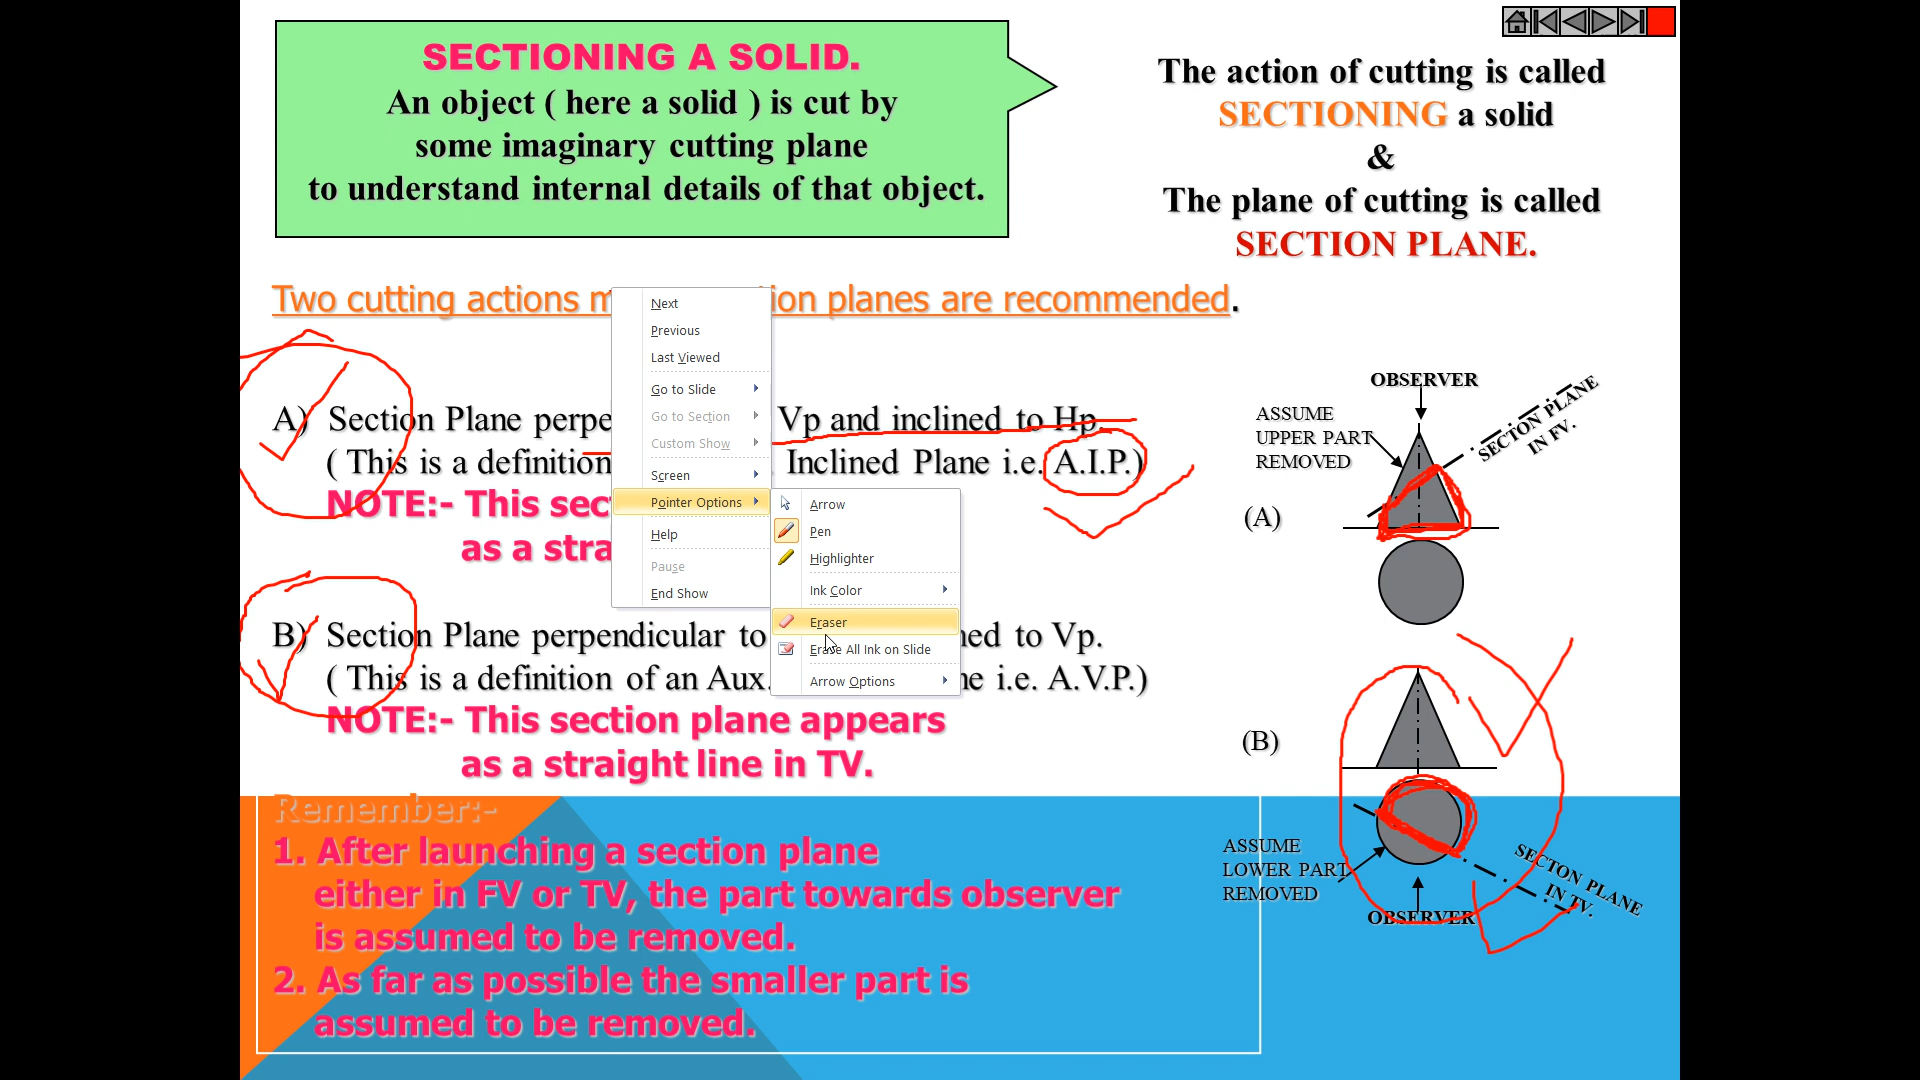 SECTIONING A SOLID.
An object ( here a solid ) is cut by
some imaginary cutting plane
to understand internal details of that object.
The action of cutting is called
SECTIONING a solid
&
The plane of cutting is called
SECTION PLANE.
Two cutting actions m ion planes are recommended.
A) Section Plane perpe Vp and inclined to Hp.
( This is a definition Inclined Plane i.e. A.I.P.)
NOTE:- This sec
as a stra
B) Section Plane perpendicular to ned to Vp.
( This is a definition of an Aux. ne i.e. A.V.P.)
NOTE:- This section plane appears
as a straight line in TV.
Remember:-
1. After launching a section plane
either in FV or TV, the part towards observer
is assumed to be removed.
2. As far as possible the smaller part is
assumed to be removed.
Next
Previous
Last Viewed
Go to Slide
Go to Section
Custom Show
Screen
Pointer Options
Help
Pause
End Show
Arrow
Pen
Highlighter
Ink Color
Eraser
Erase All Ink on Slide
Arrow Options
OBSERVER
ASSUME
UPPER PART
REMOVED
SECTON PLANE
IN FV.
(A)
(B)
ASSUME
LOWER PART
REMOVED
OBSERVER
SECTON PLANE
IN TV.